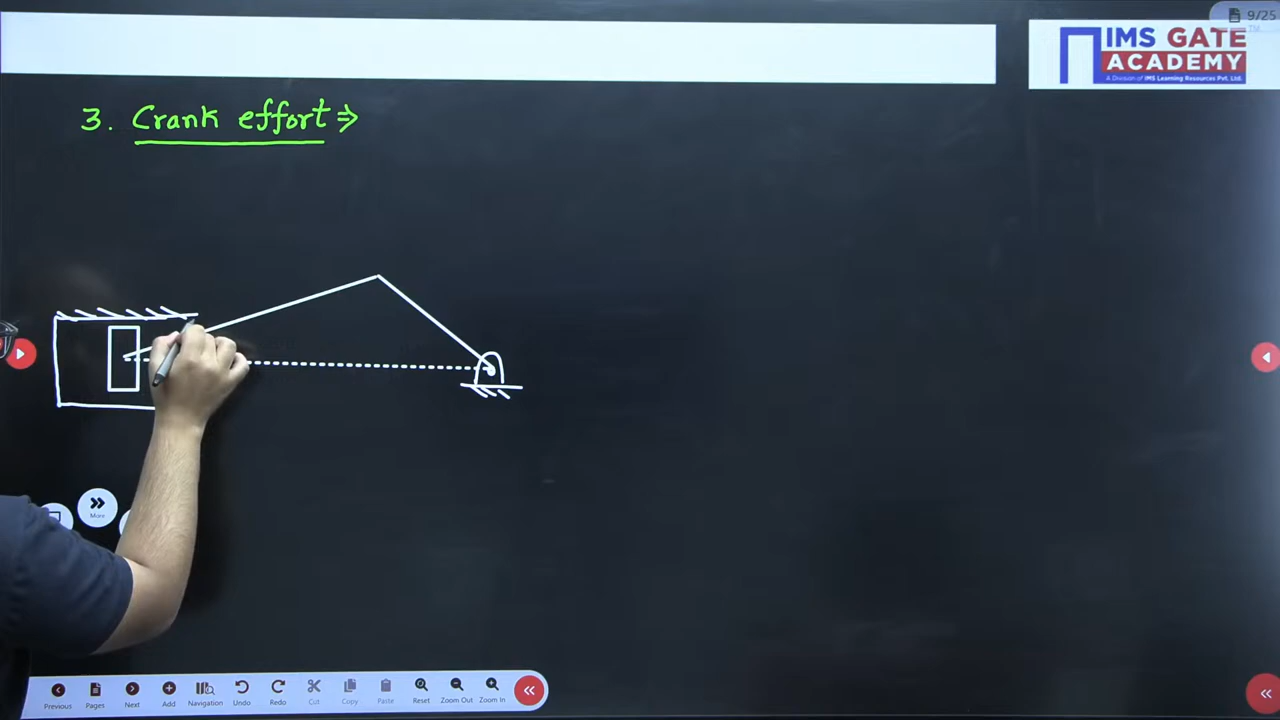 9/25
IMS GATE
ACADEMY
TM
A Division of IMS Learning Resources Pvt. Ltd.
3. Crank effort ⇒
More
Previous
Pages
Next
Add
Navigation
Undo
Redo
Cut
Copy
Paste
Reset
Zoom Out
Zoom In